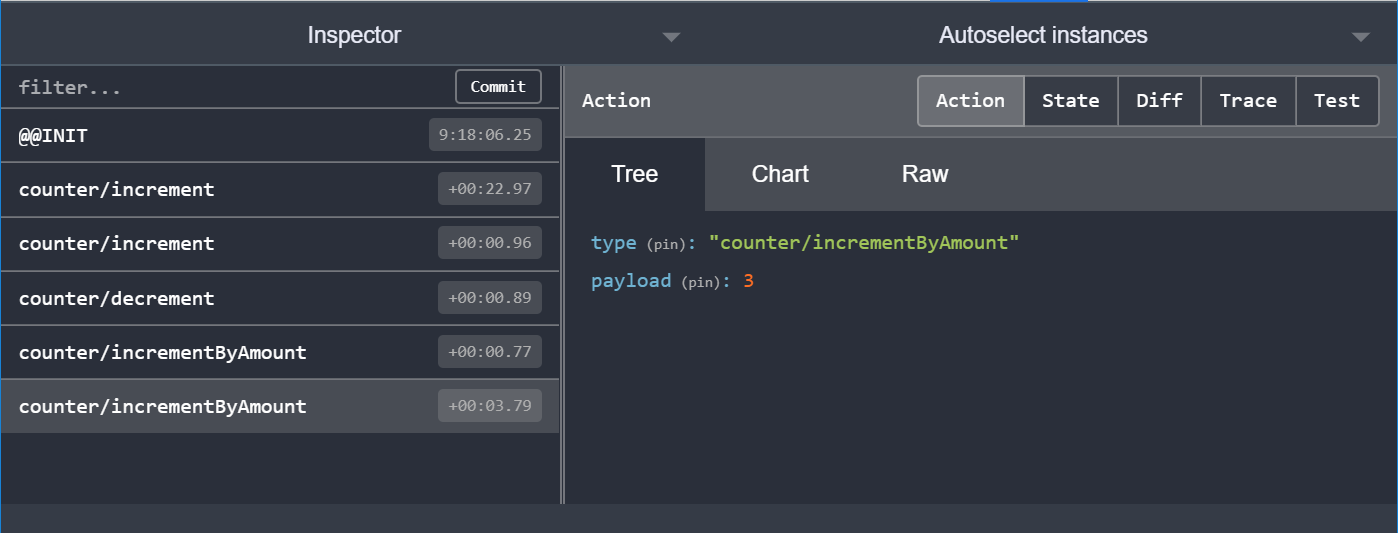 Inspector
Autoselect instances
filter...
Commit
@@INIT
9:18:06.25
counter/increment
+00:22.97
counter/increment
+00:00.96
counter/decrement
+00:00.89
counter/incrementByAmount
+00:00.77
counter/incrementByAmount
+00:03.79
Action
Action State Diff Trace Test
Tree Chart Raw
type (pin): "counter/incrementByAmount"
payload (pin): 3